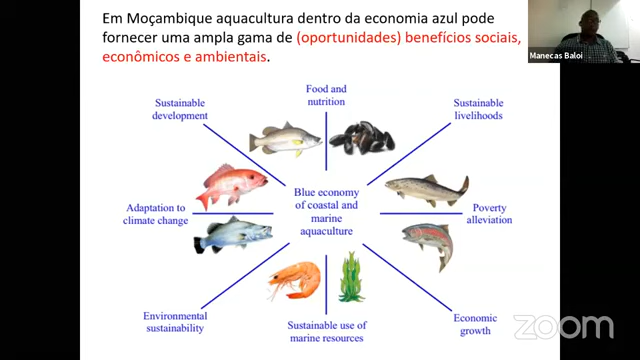 Em Moçambique aquacultura dentro da economia azul pode
fornecer uma ampla gama de (oportunidades) benefícios sociais,
econômicos e ambientais.
Manecas Baloi
Food and
nutrition
Sustainable
development
Sustainable
livelihoods
Adaptation to
climate change
Blue economy
of coastal and
marine
aquaculture
Poverty
alleviation
Environmental
sustainability
Sustainable use of
marine resources
Economic
growth
zoom